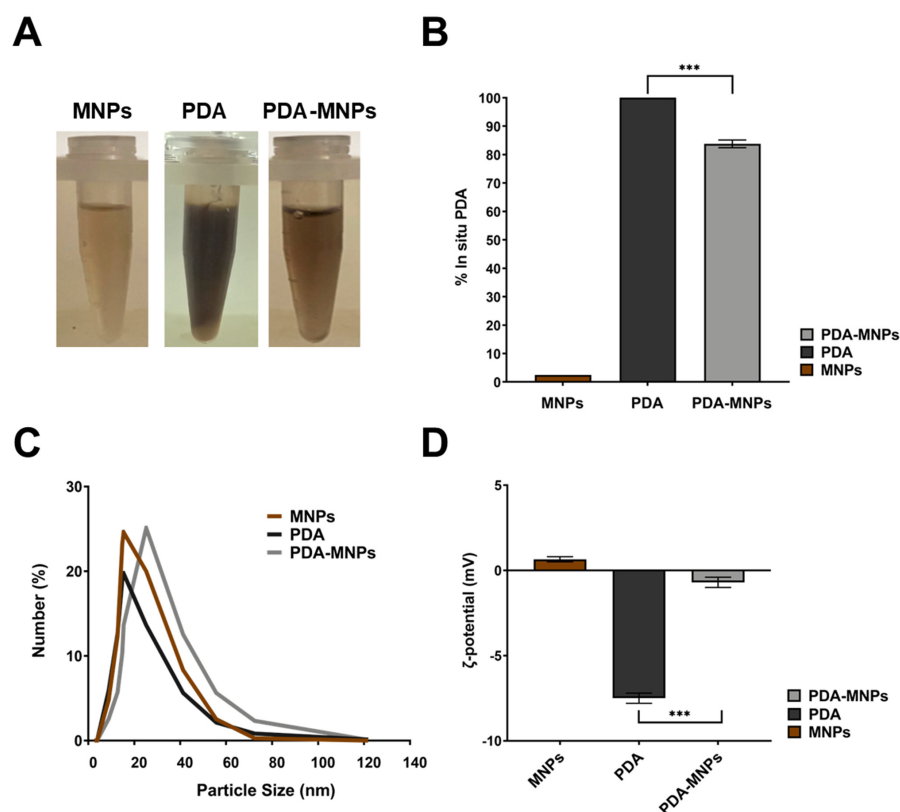 A
MNPs PDA PDA-MNPs
B
***
% In situ PDA
100
90
80
70
60
50
40
30
20
10
0
MNPs PDA PDA-MNPs
PDA-MNPs
PDA
MNPs
C
Number (%)
30
20
10
0
0 20 40 60 80 100 120 140
Particle Size (nm)
MNPs
PDA
PDA-MNPs
D
ζ-potential (mV)
5
0
-5
-10
***
MNPs PDA PDA-MNPs
PDA-MNPs
PDA
MNPs